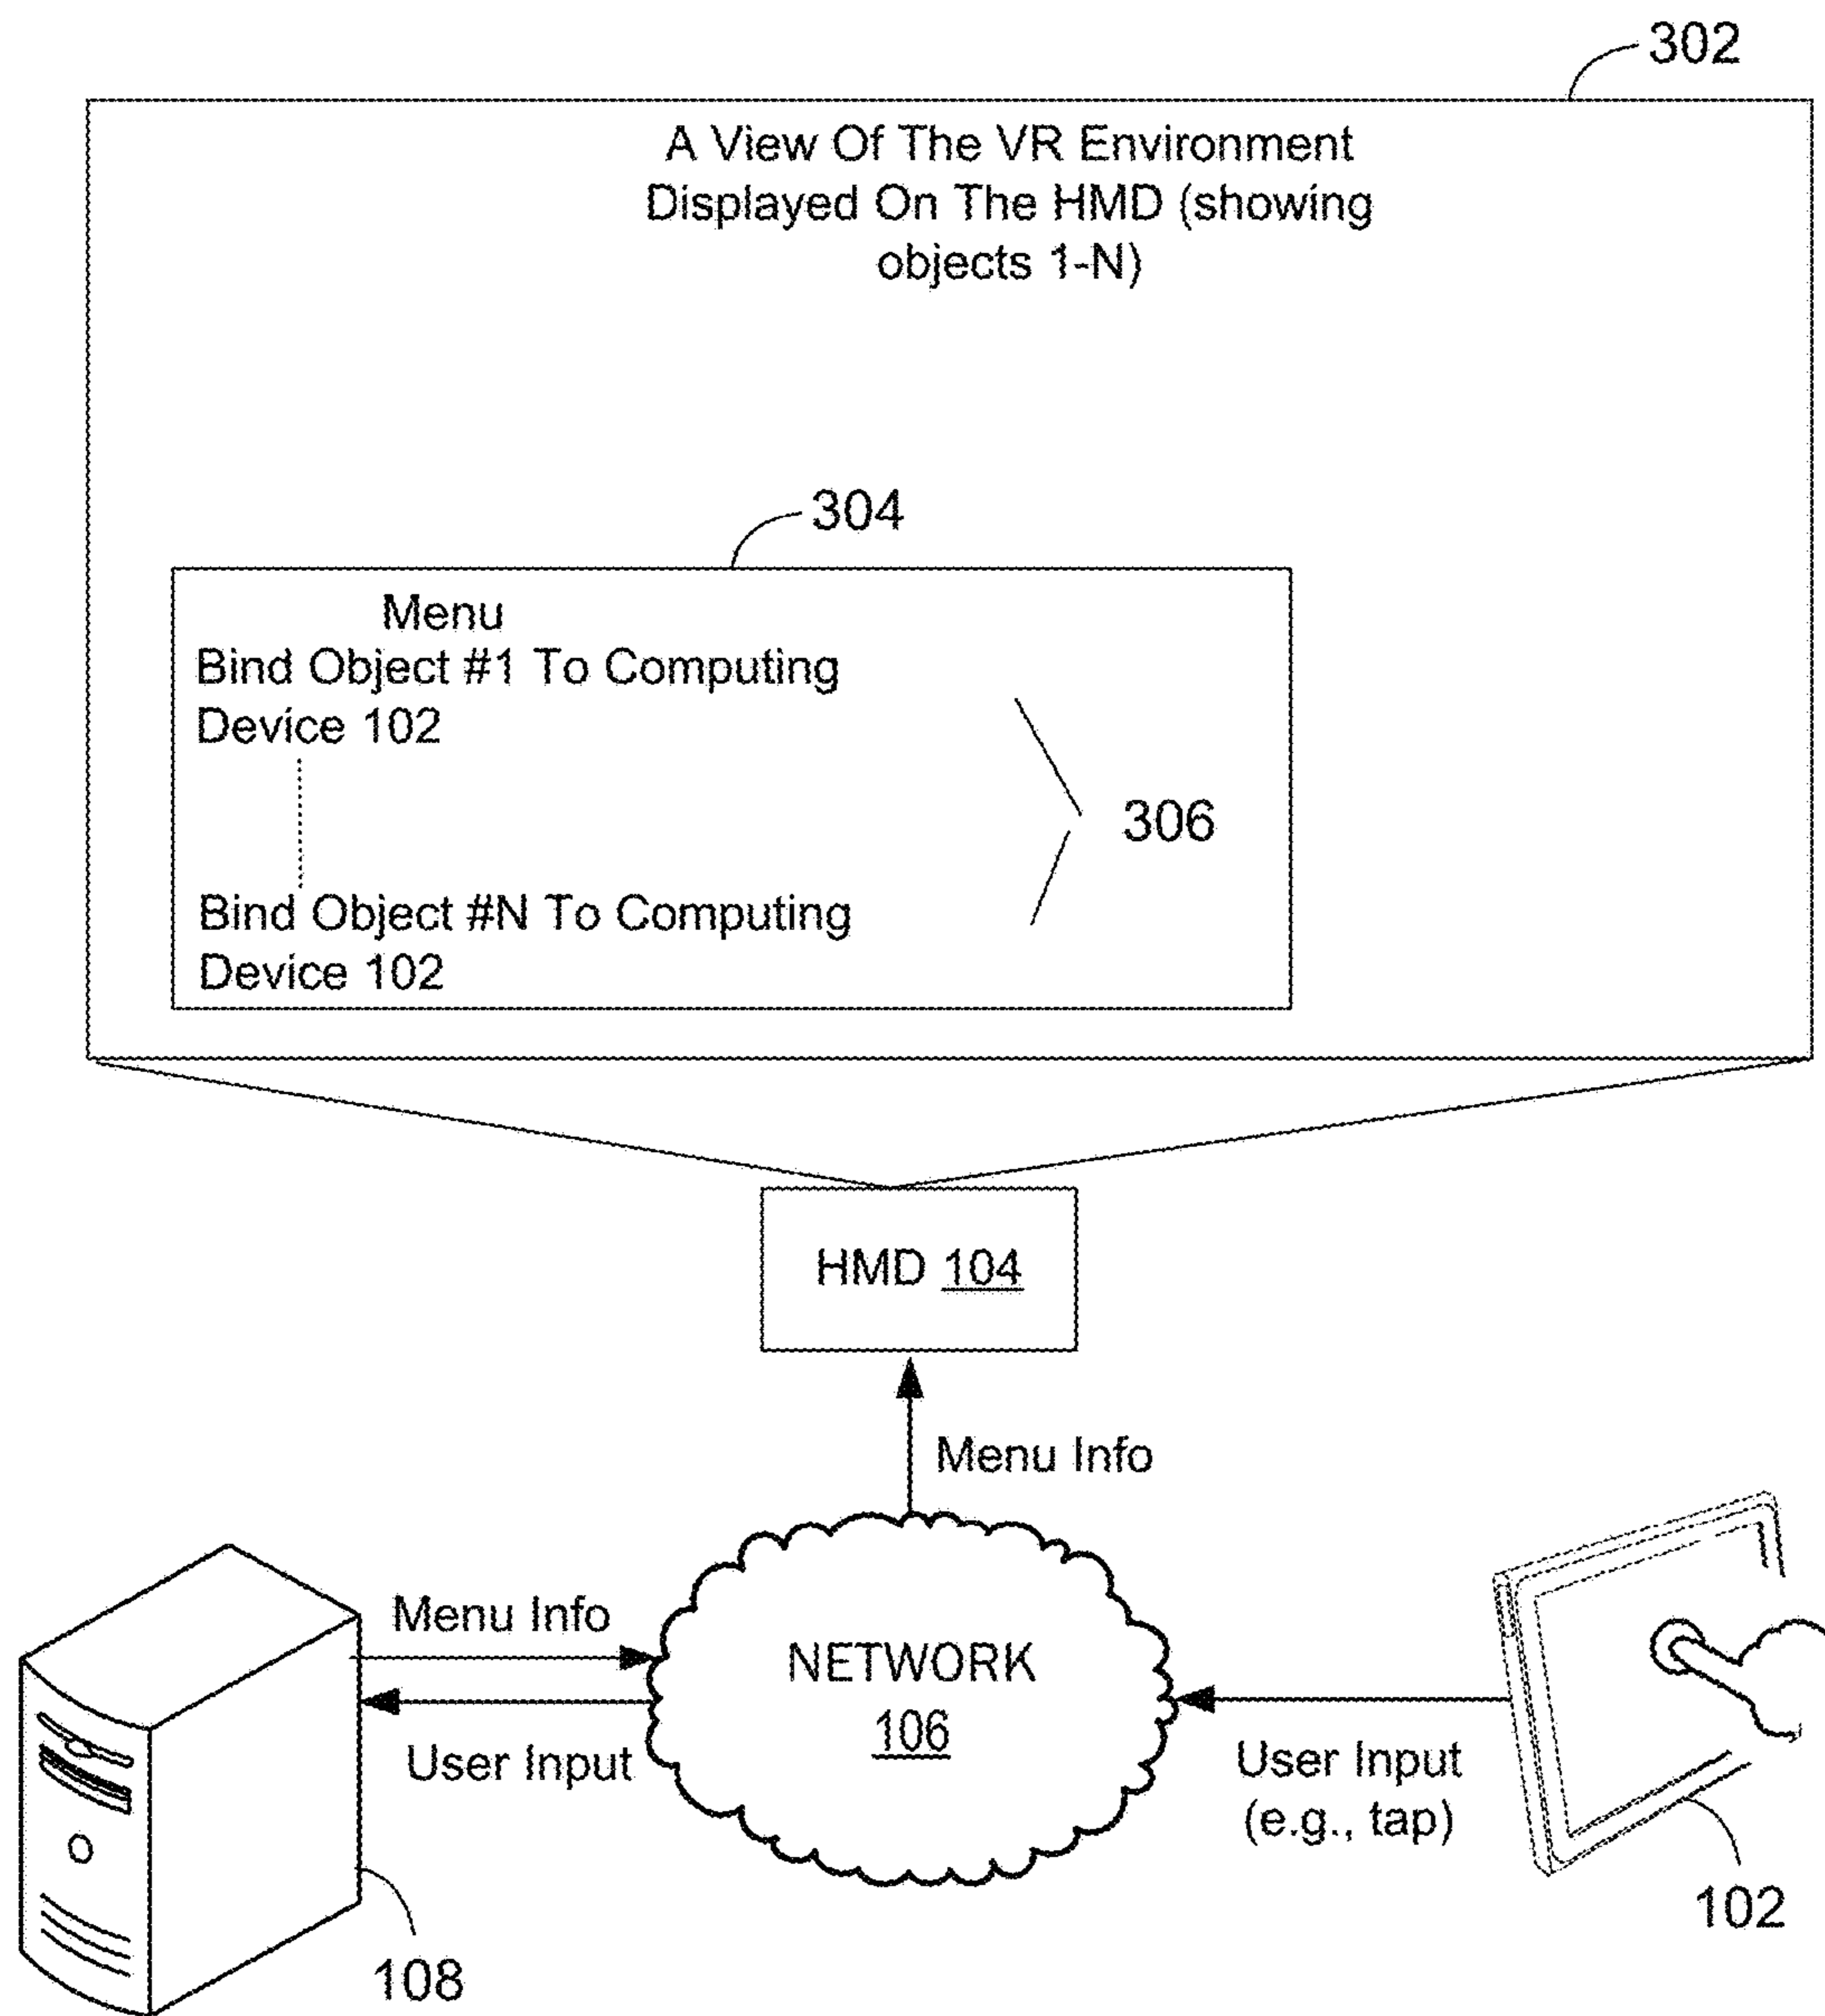 302
A View Of The VR Environment
Displayed On The HMD (showing
objects 1-N)
304
Menu
Bind Object #1 To Computing
Device 102
306
Bind Object #N To Computing
Device 102
HMD 104
Menu Info
Menu Info
NETWORK
106
User Input
User Input
(e.g., tap)
102
108